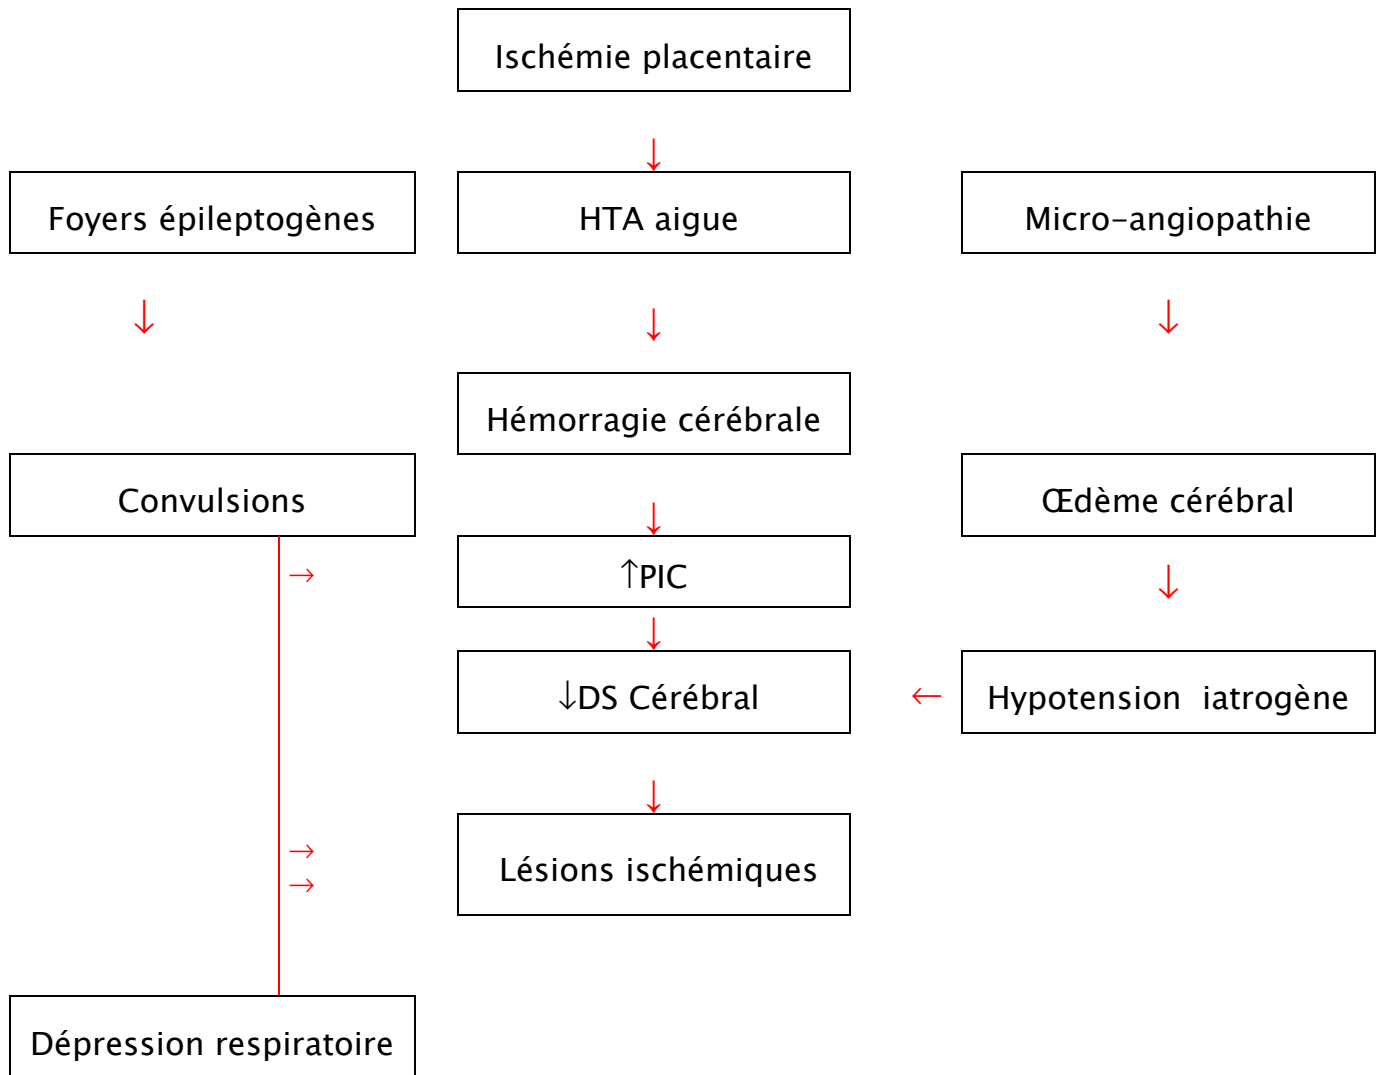 Ischémie placentaire
↓
Foyers épileptogènes
HTA aigue
Micro-angiopathie
↓
↓
↓
Hémorragie cérébrale
Convulsions
Œdème cérébral
↓
→
↑PIC
↓
↓
↓DS Cérébral
←
Hypotension iatrogène
↓
→
Lésions ischémiques
→
Dépression respiratoire